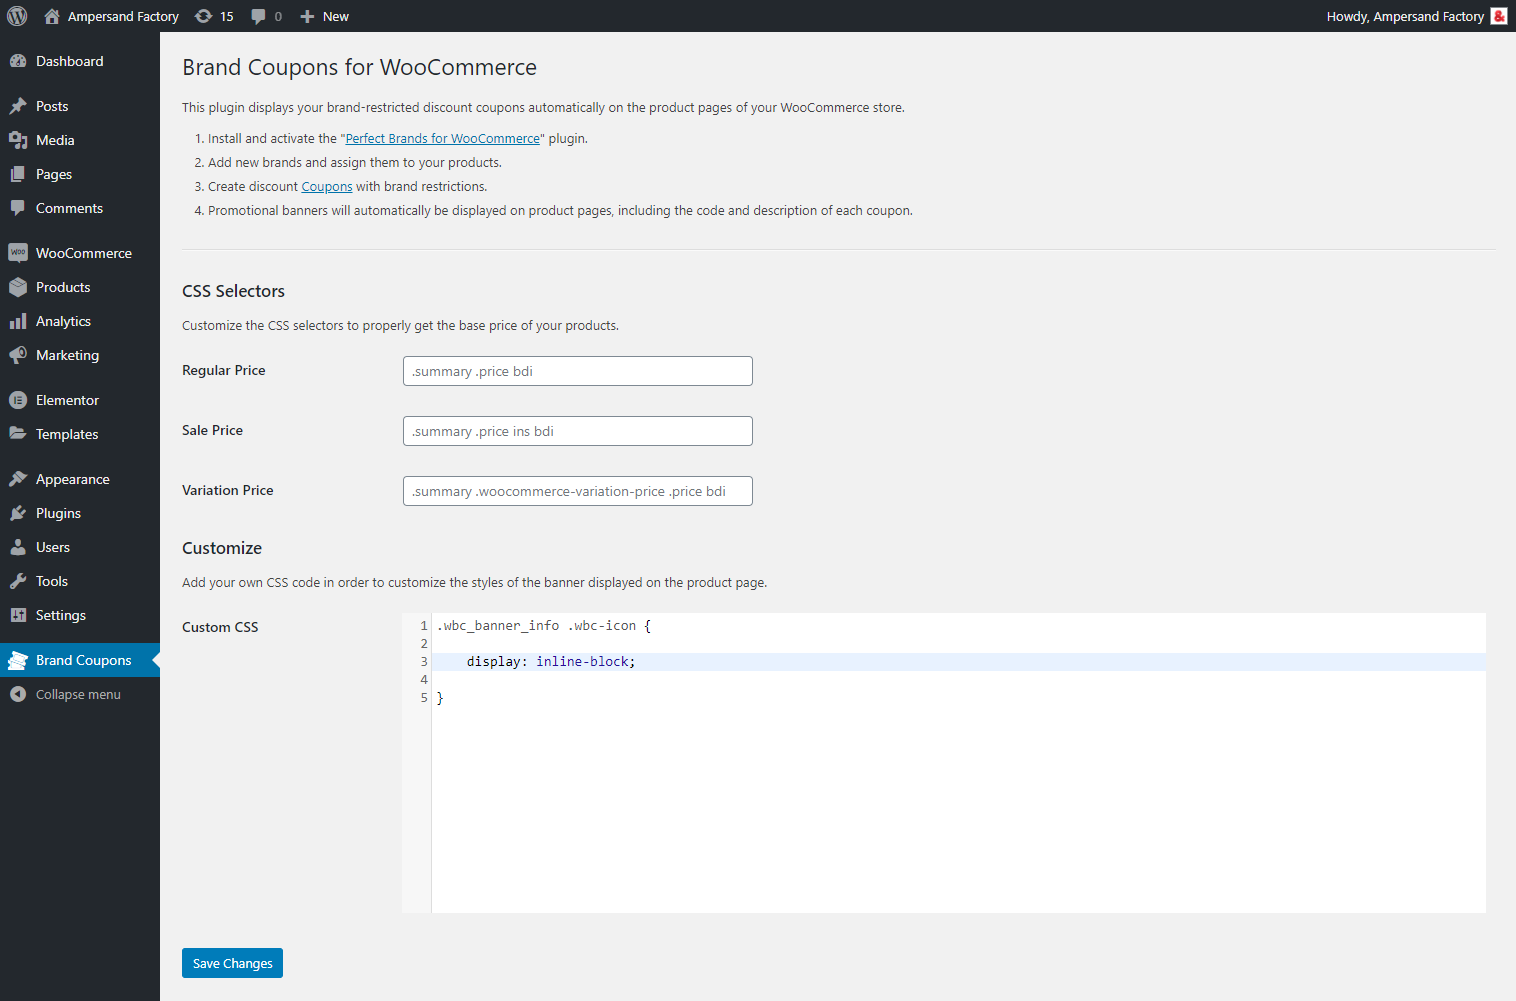 Ampersand Factory 15 0 New Howdy, Ampersand Factory &
Dashboard
Posts
Media
Pages
Comments
Woo WooCommerce
Products
Analytics
Marketing
Elementor
Templates
Appearance
Plugins
Users
Tools
Settings
Brand Coupons
Collapse menu
Brand Coupons for WooCommerce
This plugin displays your brand-restricted discount coupons automatically on the product pages of your WooCommerce store.
1. Install and activate the "Perfect Brands for WooCommerce" plugin.
2. Add new brands and assign them to your products.
3. Create discount Coupons with brand restrictions.
4. Promotional banners will automatically be displayed on product pages, including the code and description of each coupon.
CSS Selectors
Customize the CSS selectors to properly get the base price of your products.
Regular Price .summary .price bdi
Sale Price .summary .price ins bdi
Variation Price .summary .woocommerce-variation-price .price bdi
Customize
Add your own CSS code in order to customize the styles of the banner displayed on the product page.
Custom CSS
1 .wbc_banner_info .wbc-icon {
2
3 display: inline-block;
4
5 }
Save Changes